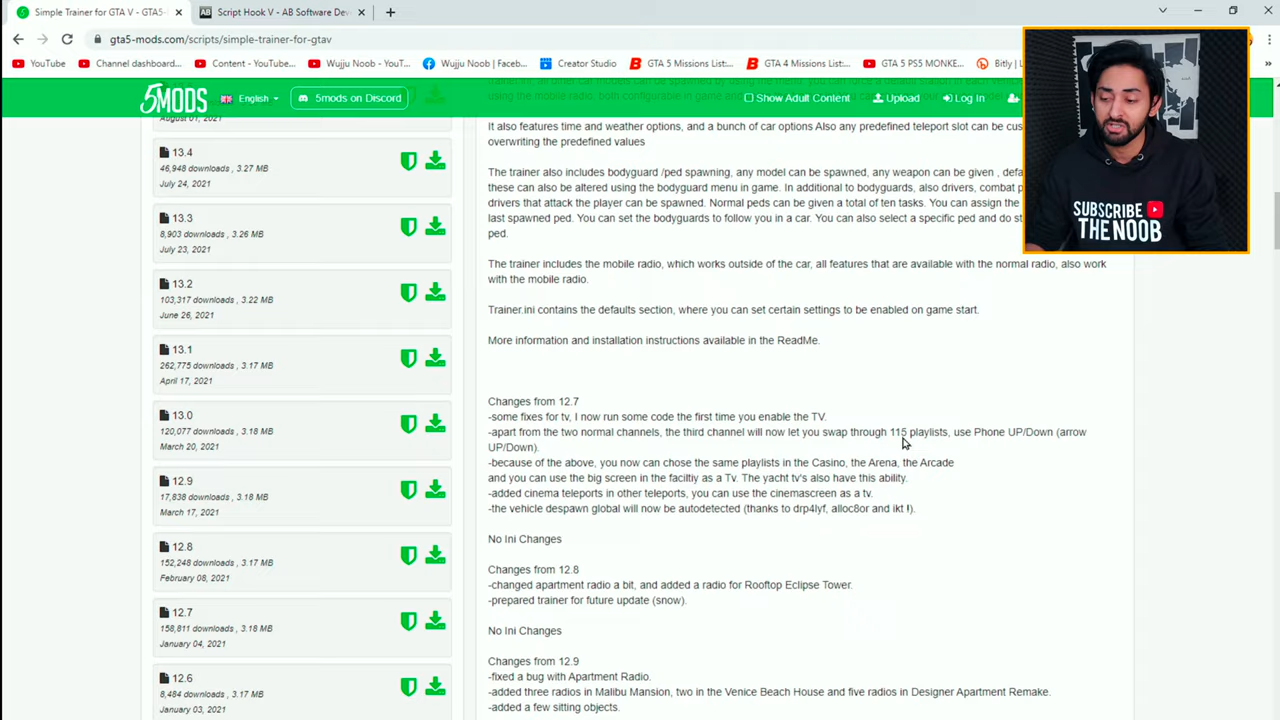 Simple Trainer for GTA V - GTA5-
Script Hook V - AB Software Dev
gta5-mods.com/scripts/simple-trainer-for-gtav
YouTube
Channel dashboard...
Content - YouTube...
Wujju Noob - YouT...
Wujju Noob - Faceb...
Creator Studio
GTA 5 Missions List:...
GTA 4 Missions List:...
GTA 5 PS5 MONKE...
Bitly | L
5MODS
English
5mods on Discord
Show Adult Content
Upload
Log In
using the mobile radio. both configurable in game and
August 01, 2021
13.4
46,948 downloads , 3.27 MB
July 24, 2021
13.3
8,903 downloads , 3.26 MB
July 23, 2021
13.2
103,317 downloads , 3.22 MB
June 26, 2021
13.1
262,775 downloads , 3.17 MB
April 17, 2021
13.0
120,077 downloads , 3.18 MB
March 20, 2021
12.9
17,838 downloads , 3.18 MB
March 17, 2021
12.8
152,248 downloads , 3.17 MB
February 08, 2021
12.7
158,811 downloads , 3.18 MB
January 04, 2021
12.6
8,484 downloads , 3.17 MB
January 03, 2021
It also features time and weather options, and a bunch of car options Also any predefined teleport slot can be cus
overwriting the predefined values
The trainer also includes bodyguard /ped spawning, any model can be spawned, any weapon can be given , defa
these can also be altered using the bodyguard menu in game. In additional to bodyguards, also drivers, combat p
drivers that attack the player can be spawned. Normal peds can be given a total of ten tasks. You can assign the
last spawned ped. You can set the bodyguards to follow you in a car. You can also select a specific ped and do st
ped.
The trainer includes the mobile radio, which works outside of the car, all features that are available with the normal radio, also work
with the mobile radio.
Trainer.ini contains the defaults section, where you can set certain settings to be enabled on game start.
More information and installation instructions available in the ReadMe.
Changes from 12.7
-some fixes for tv, I now run some code the first time you enable the TV.
-apart from the two normal channels, the third channel will now let you swap through 115 playlists, use Phone UP/Down (arrow
UP/Down).
-because of the above, you now can chose the same playlists in the Casino, the Arena, the Arcade
and you can use the big screen in the faciltiy as a Tv. The yacht tv's also have this ability.
-added cinema teleports in other teleports, you can use the cinemascreen as a tv.
-the vehicle despawn global will now be autodetected (thanks to drp4lyf, alloc8or and ikt !).
No Ini Changes
Changes from 12.8
-changed apartment radio a bit, and added a radio for Rooftop Eclipse Tower.
-prepared trainer for future update (snow).
No Ini Changes
Changes from 12.9
-fixed a bug with Apartment Radio.
-added three radios in Malibu Mansion, two in the Venice Beach House and five radios in Designer Apartment Remake.
-added a few sitting objects.
SUBSCRIBE
THE NOOB